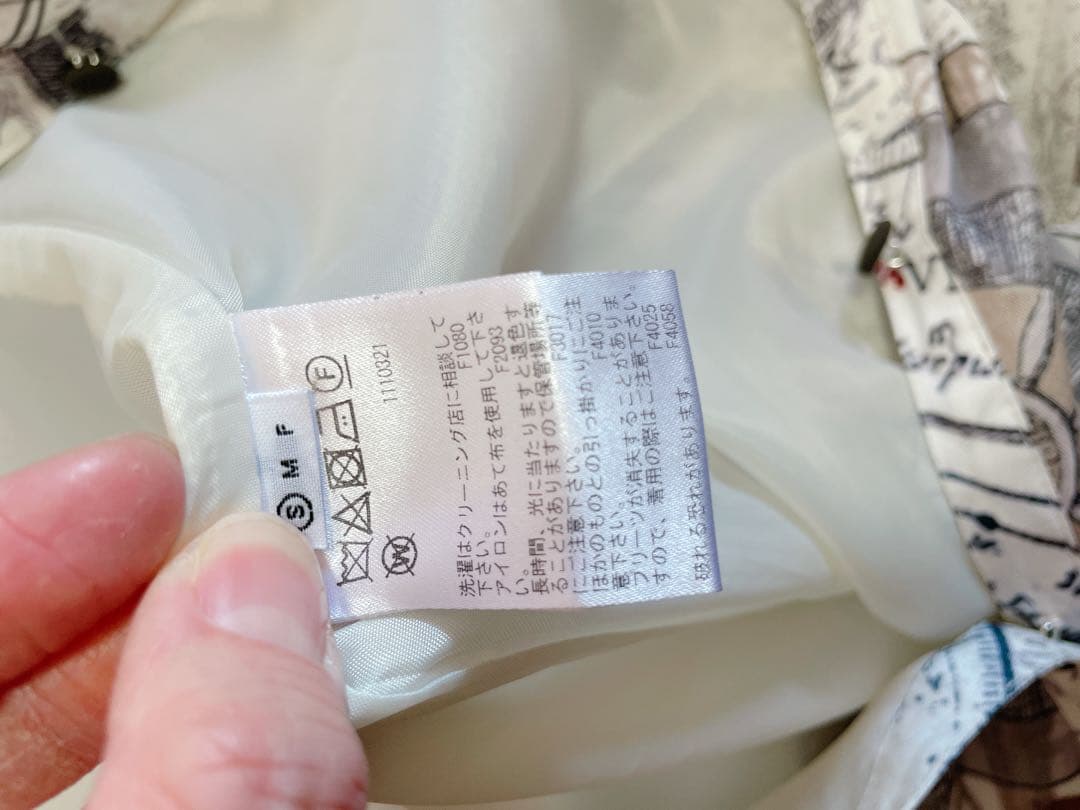 S M F
F
W
1110321
洗濯はクリーニング店に相談して
下さい。 F1080
アイロンはあて布を使用して下さ
い。 F2093
長時間、光に当たりますと退色す
ることがありますので保管場所等
にご注意下さい。 F3017
ほかのものとの引っ掛かりにご注
意下さい。 F4010
プリーツが消失することがありま
すので、着用の際はご注意下さい。
F4025
F4058
破れる恐れがあります。